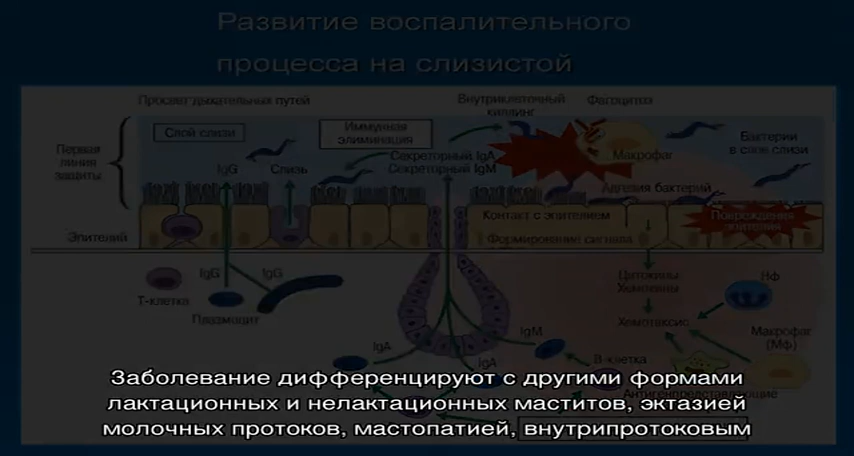 Развитие воспалительного
процесса на слизистой
Просвет дыхательных путей
Внутриклеточный
киллинг
Фагоцитоз
Первая
линия
защиты
Слой слизи
Иммунная
элиминация
Бактерии
в слое слизи
IgG
Слизь
Секреторный IgA
Секреторный IgM
Макрофаг
Адгезия бактерий
Контакт с эпителием
Повреждения
эпителия
Эпителий
Формирование сигнала
IgG
IgG
Т-клетка
Плазмоцит
Цитокины
Хемокины
Нф
Хемотаксис
Макрофаг
(Мф)
IgA
IgA
IgM
В-клетка
Антигенпредставляющие
Заболевание дифференцируют с другими формами
лактационных и нелактационных маститов, эктазией
молочных протоков, мастопатией, внутрипротоковым